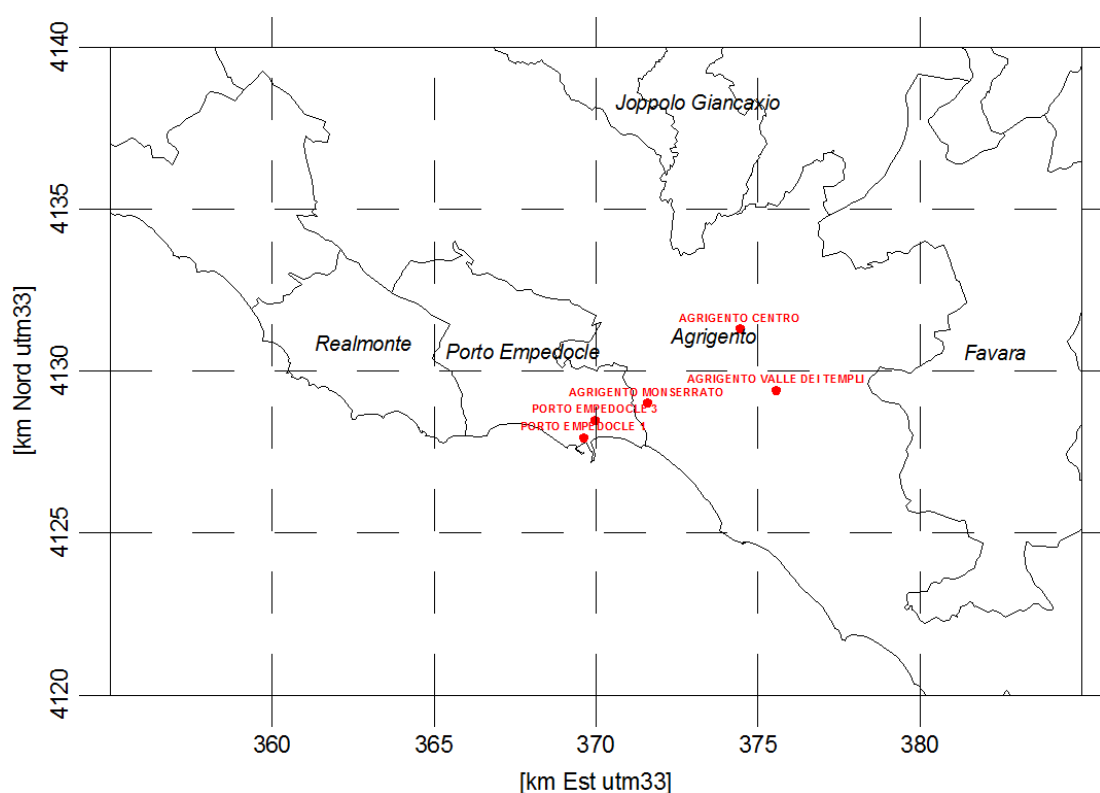 4140
Joppolo Giancaxio
4135
AGRIGENTO CENTRO
Agrigento
Realmonte
Porto Empedocle
Favara
4130
AGRIGENTO VALLE DEI TEMPLI
AGRIGENTO MONSERRATO
PORTO EMPEDOCLE 3
PORTO EMPEDOCLE 1
4125
4120
[km Nord utm33]
360
365
370
375
380
[km Est utm33]